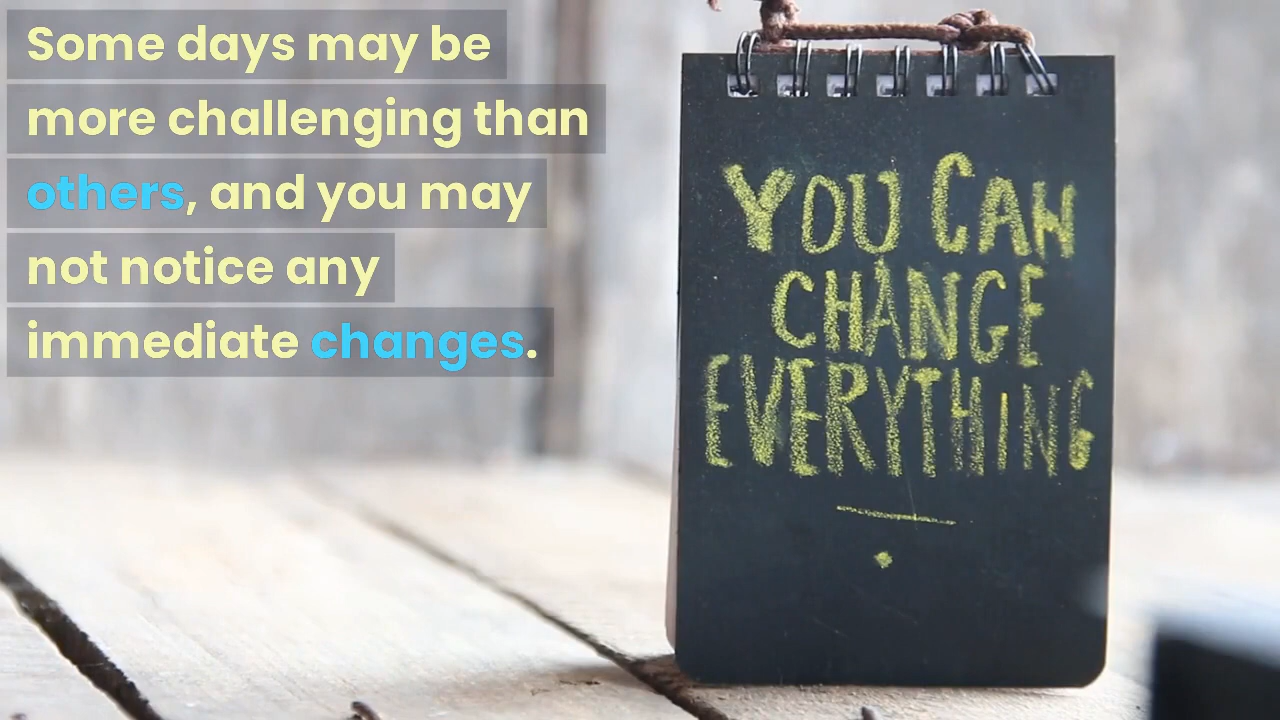 Some days may be
more challenging than
others, and you may
not notice any
immediate changes.
YOU CAN
CHANGE
EVERYTHING